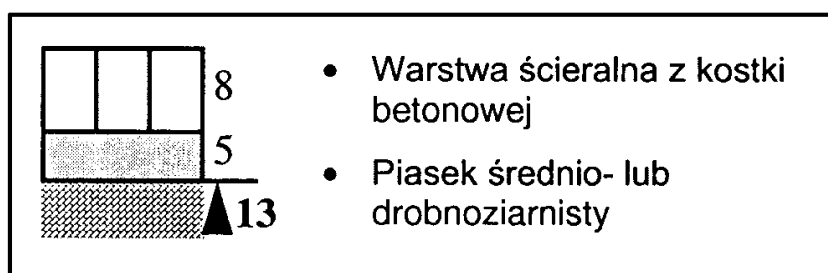 8
5
13
• Warstwa ścieralna z kostki
betonowej
• Piasek średnio- lub
drobnoziarnisty